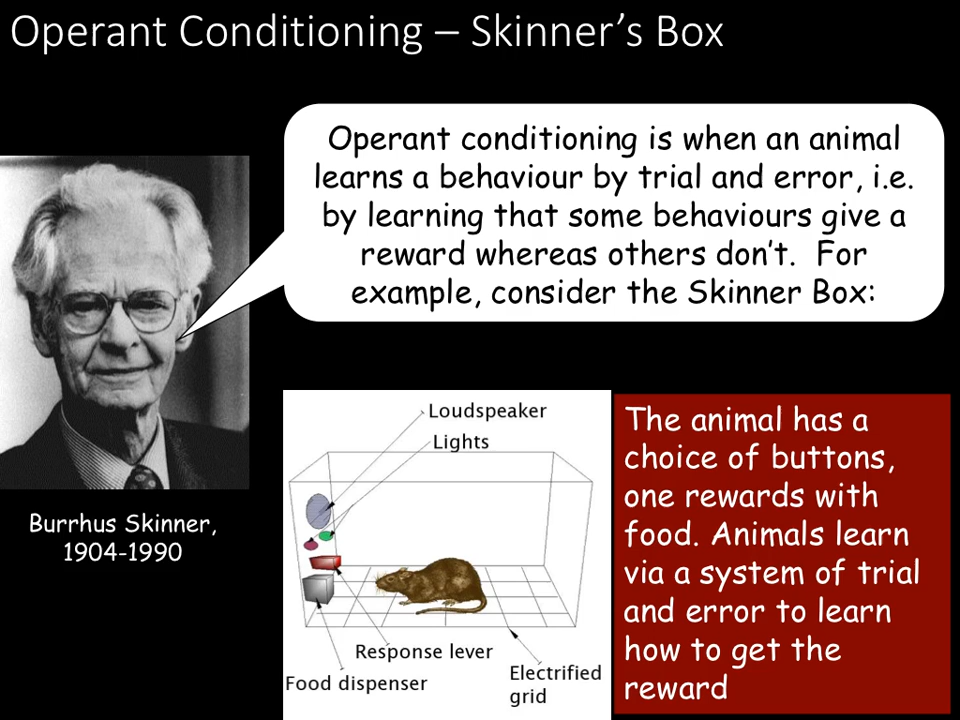 Operant Conditioning – Skinner’s Box
Operant conditioning is when an animal
learns a behaviour by trial and error, i.e.
by learning that some behaviours give a
reward whereas others don’t.  For
example, consider the Skinner Box:
Burrhus Skinner,
1904-1990
Loudspeaker
Lights
Response lever
Food dispenser
Electrified
grid
The animal has a
choice of buttons,
one rewards with
food. Animals learn
via a system of trial
and error to learn
how to get the
reward